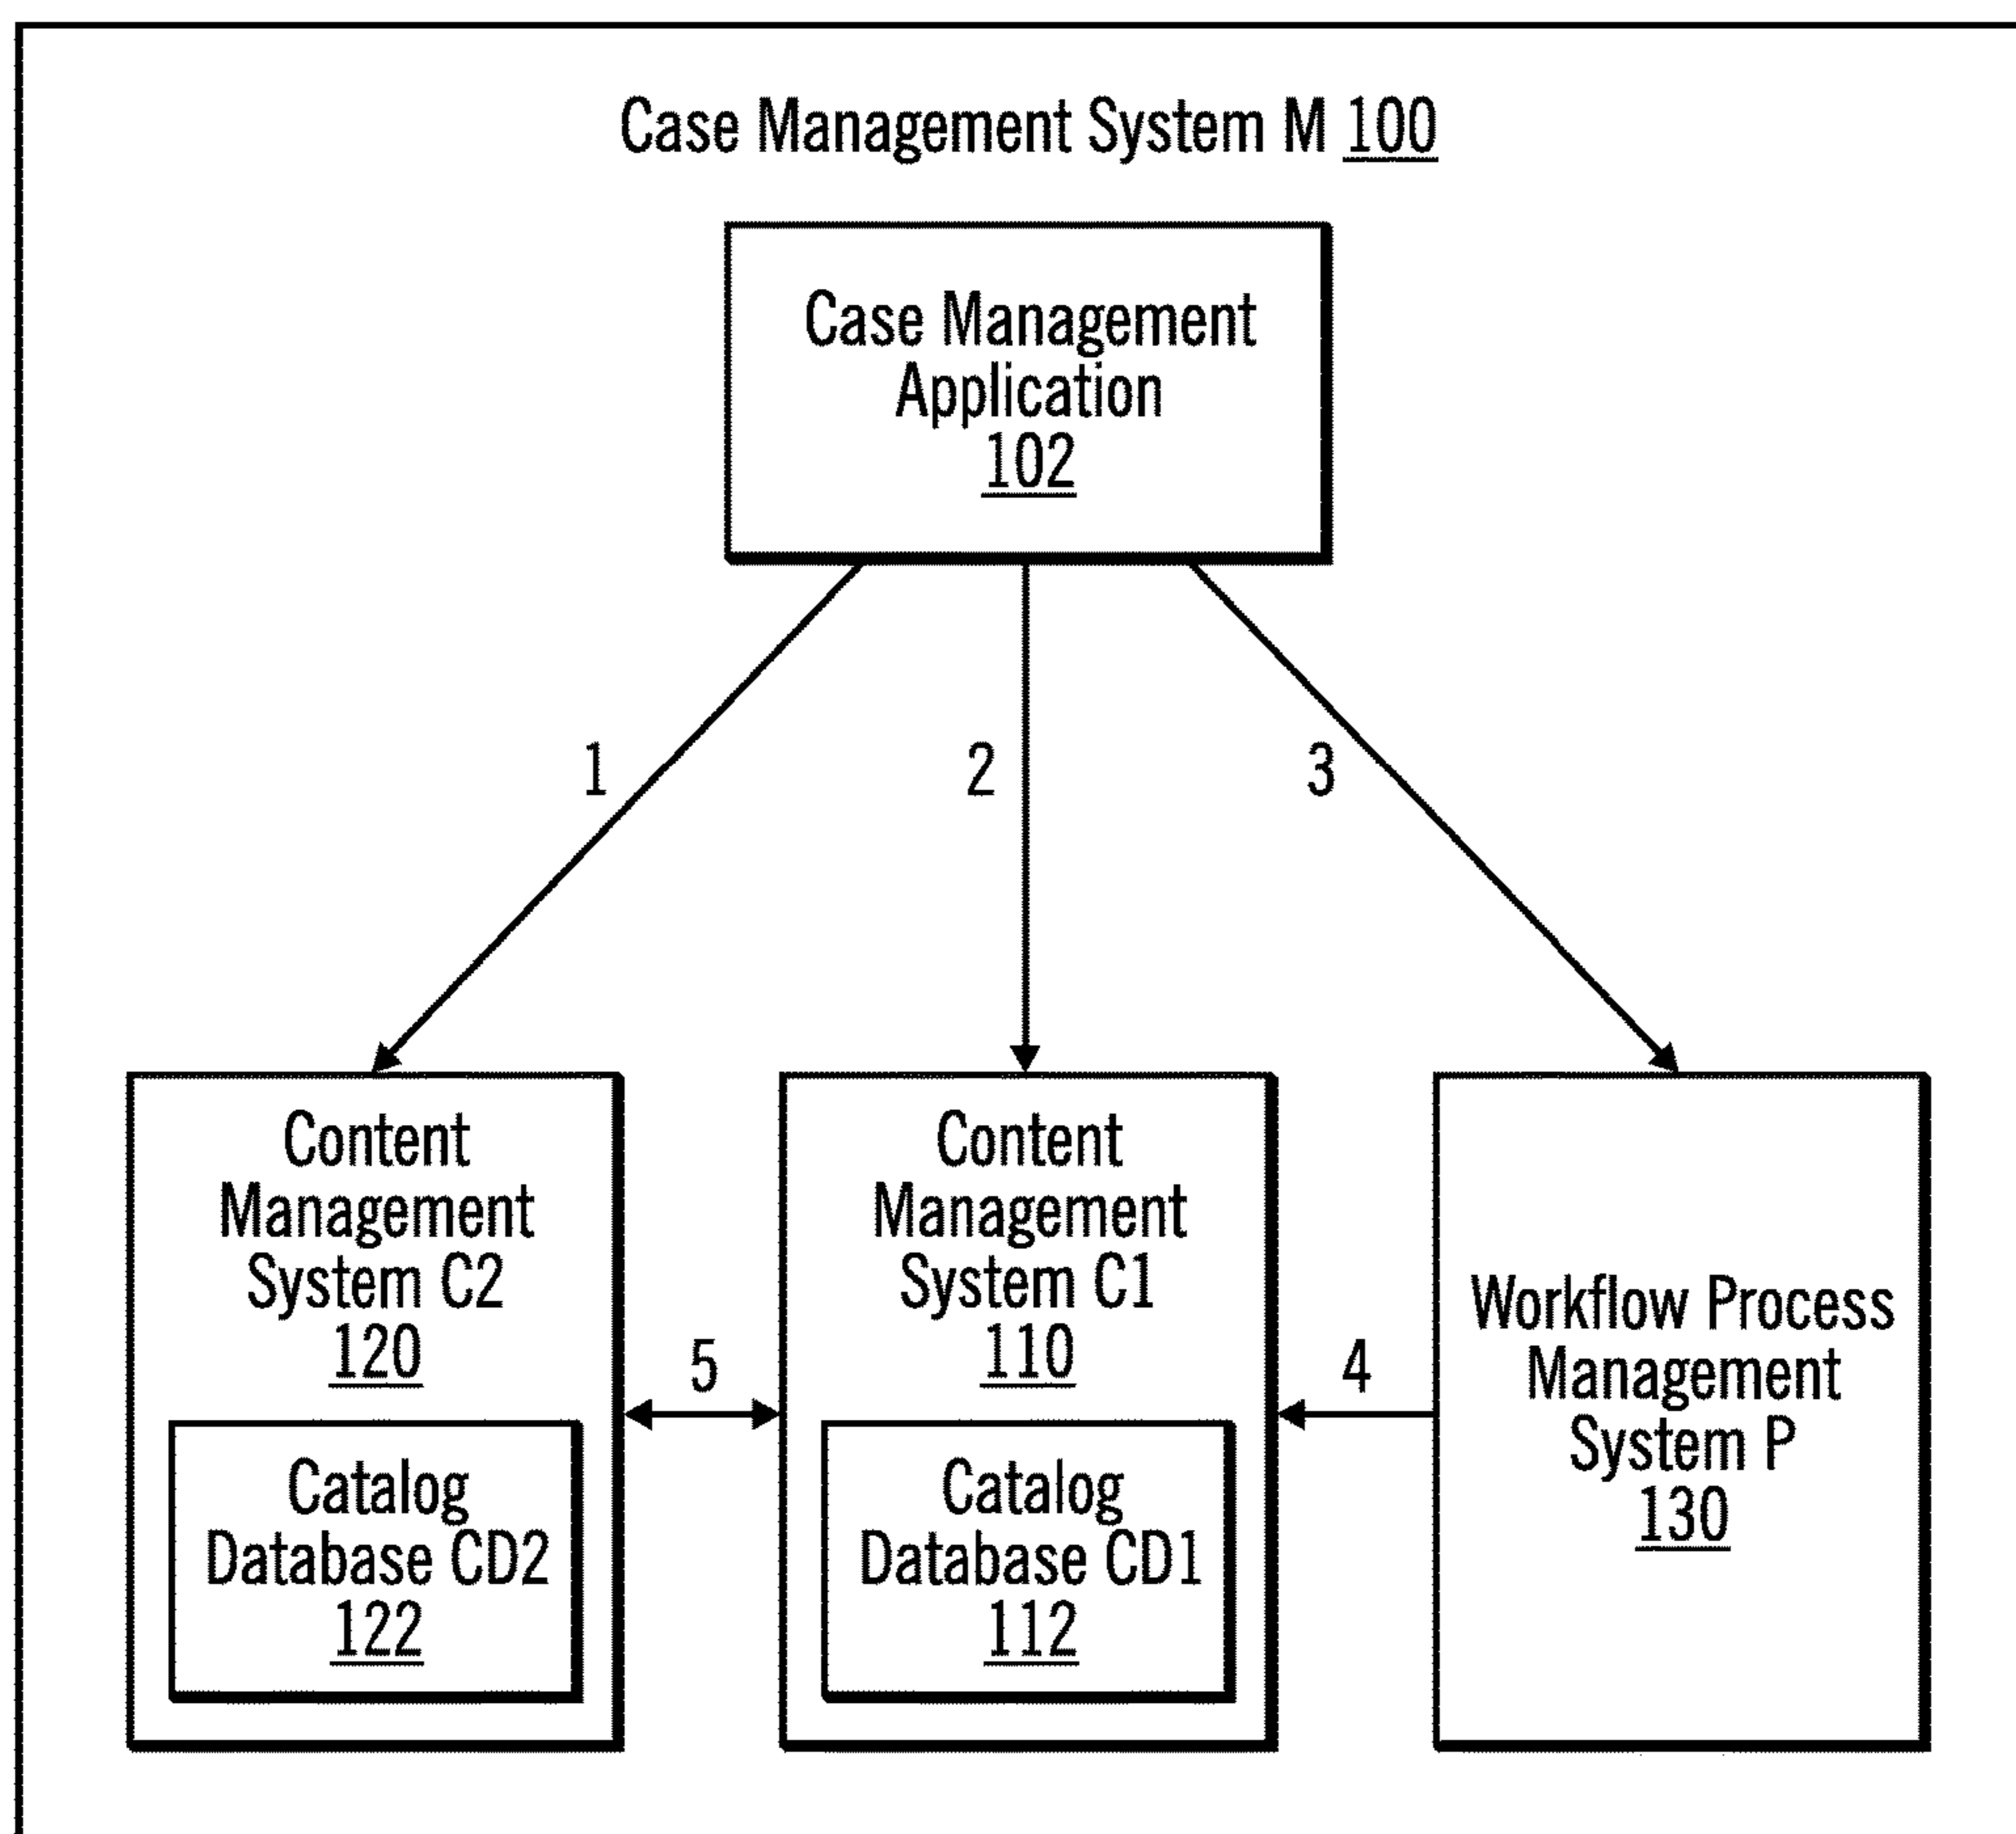 Case Management System M 100
Case Management
Application
102
1
2
3
Content
Management
System C2
120
Catalog
Database CD2
122
5
Content
Management
System C1
110
Catalog
Database CD1
112
4
Workflow Process
Management
System P
130